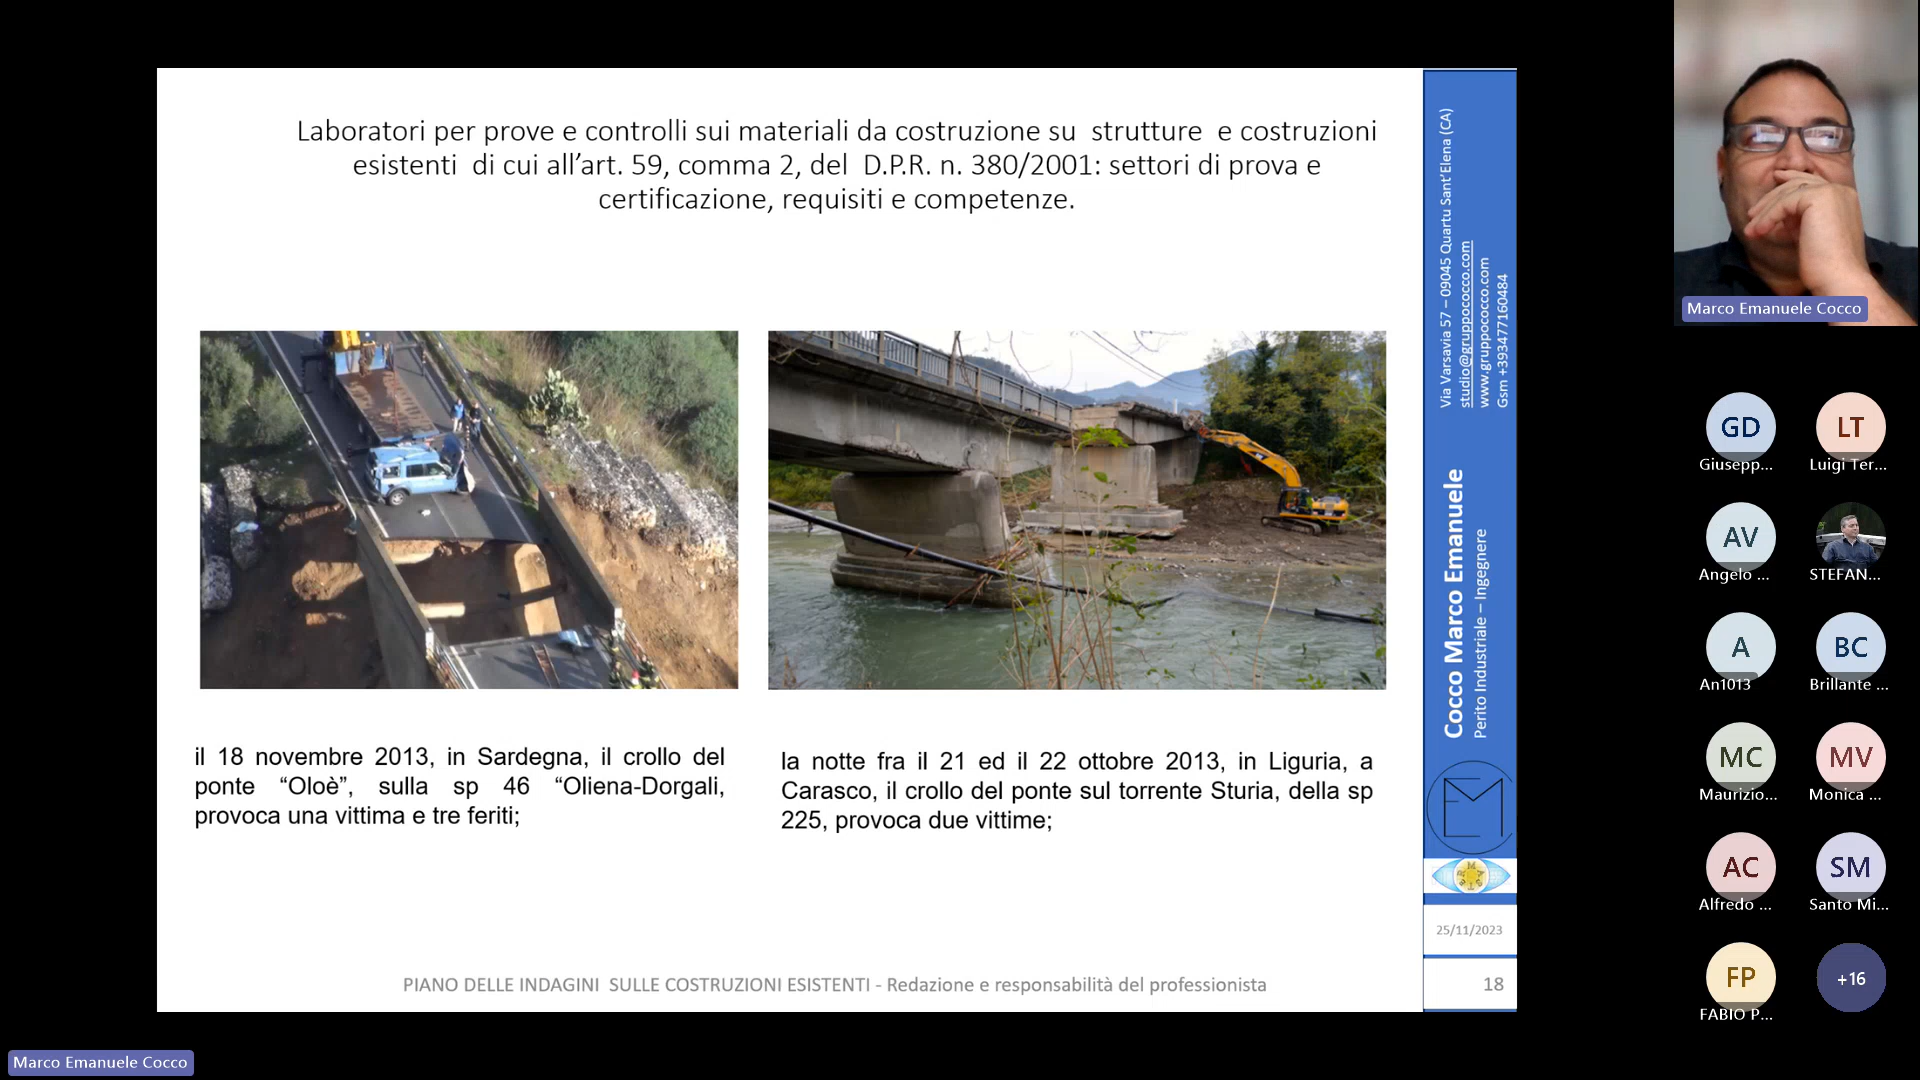 Laboratori per prove e controlli sui materiali da costruzione su strutture e costruzioni
esistenti di cui all’art. 59, comma 2, del D.P.R. n. 380/2001: settori di prova e
certificazione, requisiti e competenze.
il 18 novembre 2013, in Sardegna, il crollo del
ponte “Oloè”, sulla sp 46 “Oliena-Dorgali,
provoca una vittima e tre feriti;
la notte fra il 21 ed il 22 ottobre 2013, in Liguria, a
Carasco, il crollo del ponte sul torrente Sturia, della sp
225, provoca due vittime;
PIANO DELLE INDAGINI SULLE COSTRUZIONI ESISTENTI - Redazione e responsabilità del professionista
Via Varsavia 57 – 09045 Quartu Sant’Elena (CA)
studio@gruppococco.com
www.gruppococco.com
Gsm +393477160484
Cocco Marco Emanuele
Perito Industriale – Ingegnere
25/11/2023
18
Marco Emanuele Cocco
GD
Giusepp...
LT
Luigi Ter...
AV
Angelo ...
STEFAN...
A
An1013
BC
Brillante ...
MC
Maurizio...
MV
Monica ...
AC
Alfredo ...
SM
Santo Mi...
FP
FABIO P...
+16
Marco Emanuele Cocco